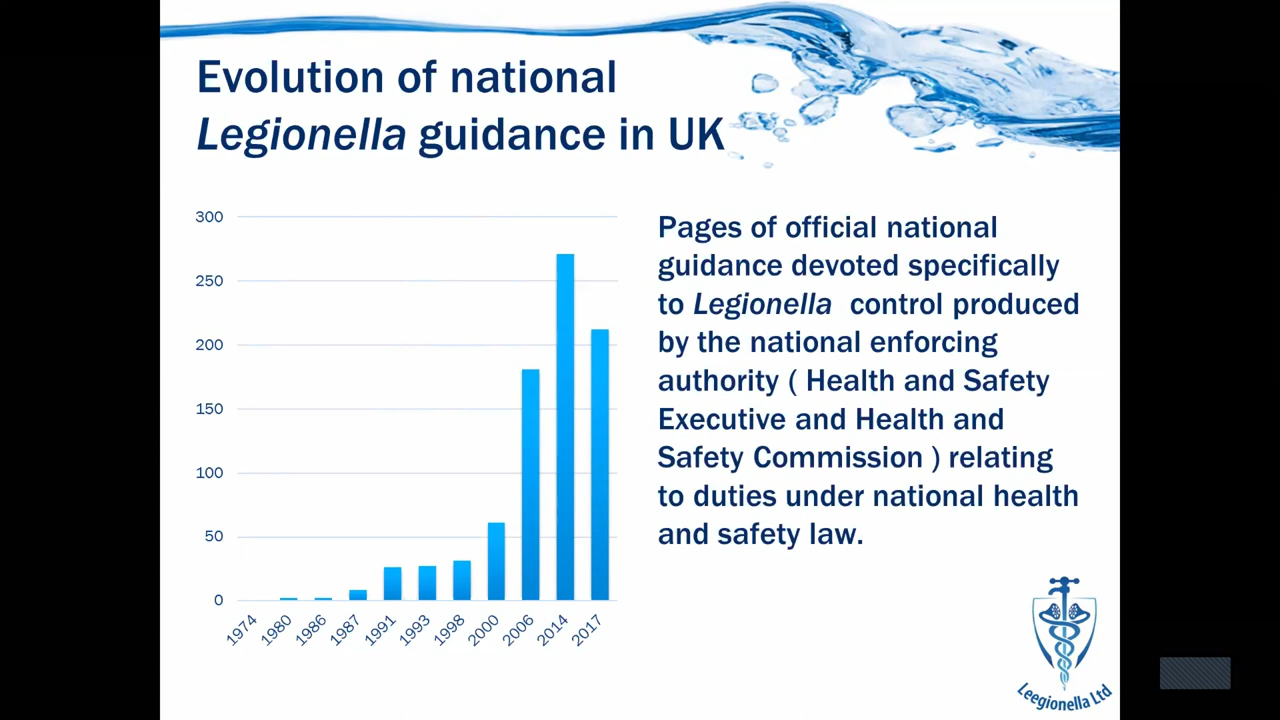 Evolution of national
Legionella guidance in UK
300
250
200
150
100
50
0
1974
1980
1986
1987
1991
1993
1998
2000
2006
2014
2017
Pages of official national
guidance devoted specifically
to Legionella control produced
by the national enforcing
authority ( Health and Safety
Executive and Health and
Safety Commission ) relating
to duties under national health
and safety law.
Leegionella Ltd